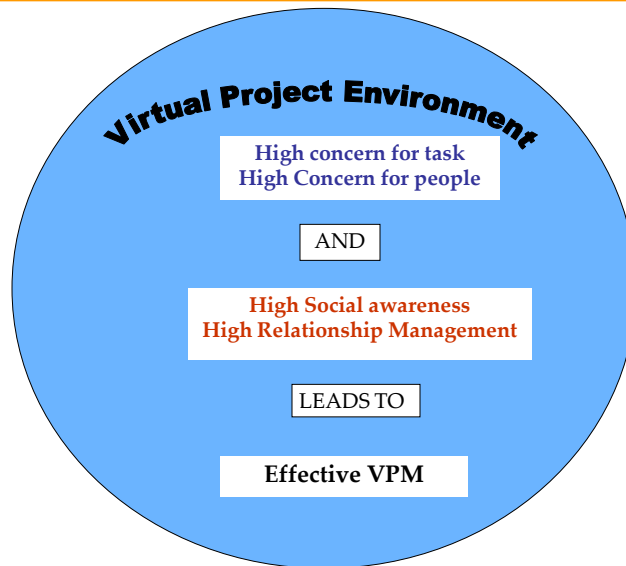 Virtual Project Environment
High concern for task
High Concern for people
AND
High Social awareness
High Relationship Management
LEADS TO
Effective VPM